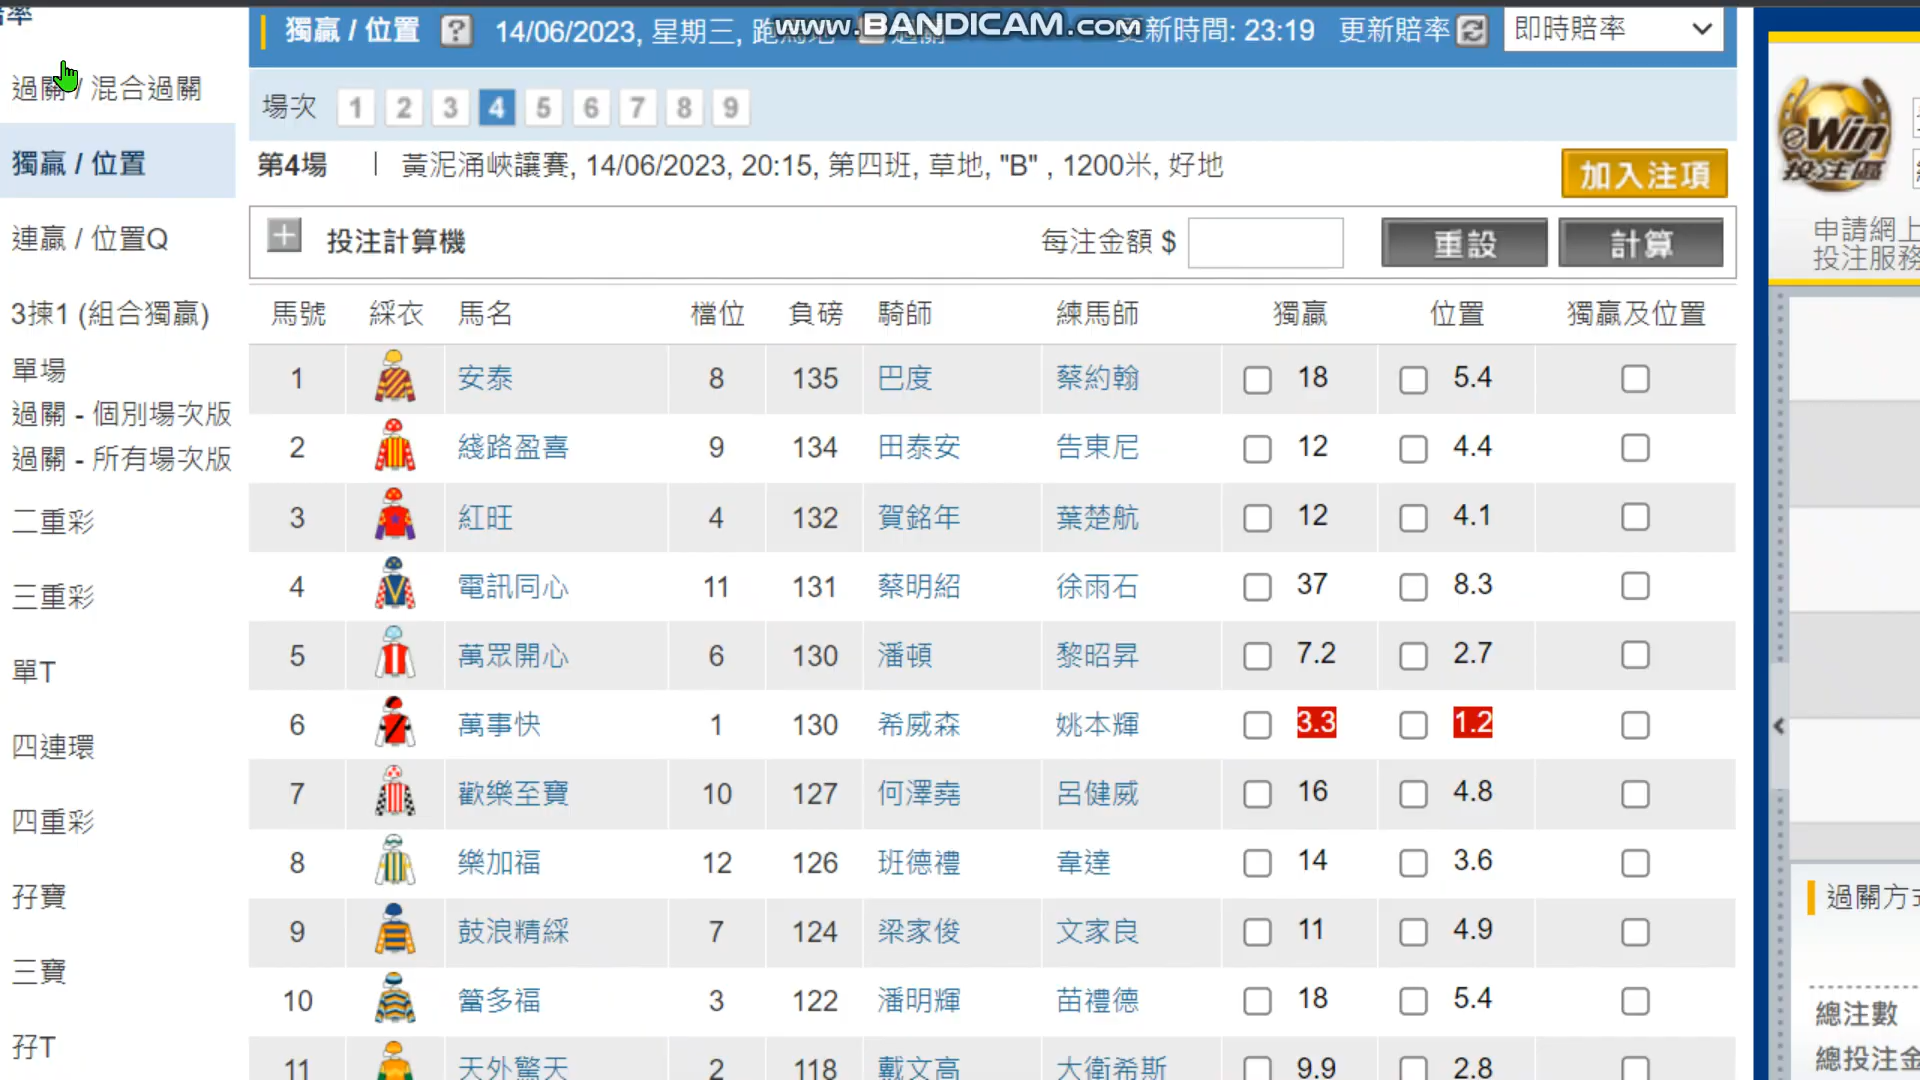 過關 / 混合過關
獨贏 / 位置
連贏 / 位置Q
3揀1 (組合獨贏)
單場
過關 - 個別場次版
過關 - 所有場次版
二重彩
三重彩
單T
四連環
四重彩
孖寶
三寶
孖T
獨贏 / 位置 ? 14/06/2023, 星期三, 跑馬地
www.BANDICAM.com
更新時間: 23:19 更新賠率 即時賠率
場次 1 2 3 4 5 6 7 8 9
第4場 | 黃泥涌峽讓賽, 14/06/2023, 20:15, 第四班, 草地, "B" , 1200米, 好地
加入注項
投注計算機 每注金額 $ 重設 計算
馬號 綵衣 馬名 檔位 負磅 騎師 練馬師 獨贏 位置 獨贏及位置
1 安泰 8 135 巴度 蔡約翰 18 5.4
2 綫路盈喜 9 134 田泰安 告東尼 12 4.4
3 紅旺 4 132 賀銘年 葉楚航 12 4.1
4 電訊同心 11 131 蔡明紹 徐雨石 37 8.3
5 萬眾開心 6 130 潘頓 黎昭昇 7.2 2.7
6 萬事快 1 130 希威森 姚本輝 3.3 1.2
7 歡樂至寶 10 127 何澤堯 呂健威 16 4.8
8 樂加福 12 126 班德禮 韋達 14 3.6
9 鼓浪精綵 7 124 梁家俊 文家良 11 4.9
10 當多福 3 122 潘明輝 苗禮德 18 5.4
11 天外驚天 2 118 戴文高 大衛希斯 9.9 2.8
eWin
投注區
申請網上
投注服務
過關方式
總注數
總投注金